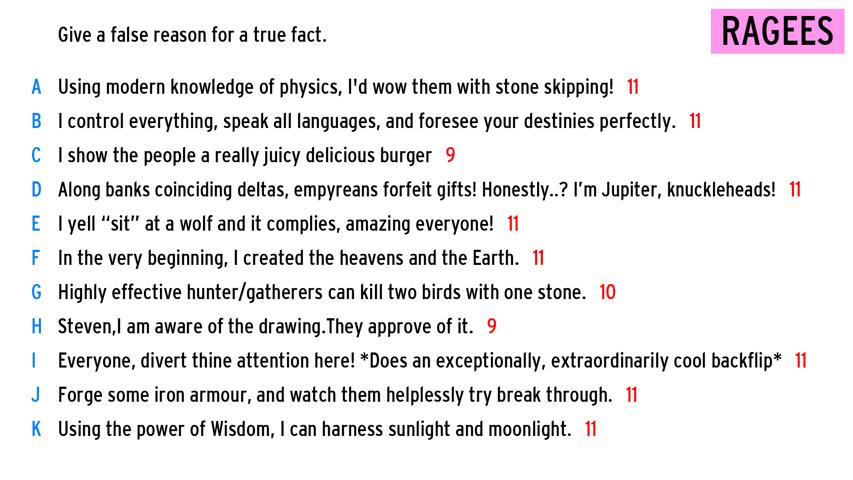 Give a false reason for a true fact.
RAGEES
A Using modern knowledge of physics, I'd wow them with stone skipping! 11
B I control everything, speak all languages, and foresee your destinies perfectly. 11
C I show the people a really juicy delicious burger 9
D Along banks coinciding deltas, empyreans forfeit gifts! Honestly..? I'm Jupiter, knuckleheads! 11
E I yell “sit” at a wolf and it complies, amazing everyone! 11
F In the very beginning, I created the heavens and the Earth. 11
G Highly effective hunter/gatherers can kill two birds with one stone. 10
H Steven,I am aware of the drawing.They approve of it. 9
I Everyone, divert thine attention here! *Does an exceptionally, extraordinarily cool backflip* 11
J Forge some iron armour, and watch them helplessly try break through. 11
K Using the power of Wisdom, I can harness sunlight and moonlight. 11